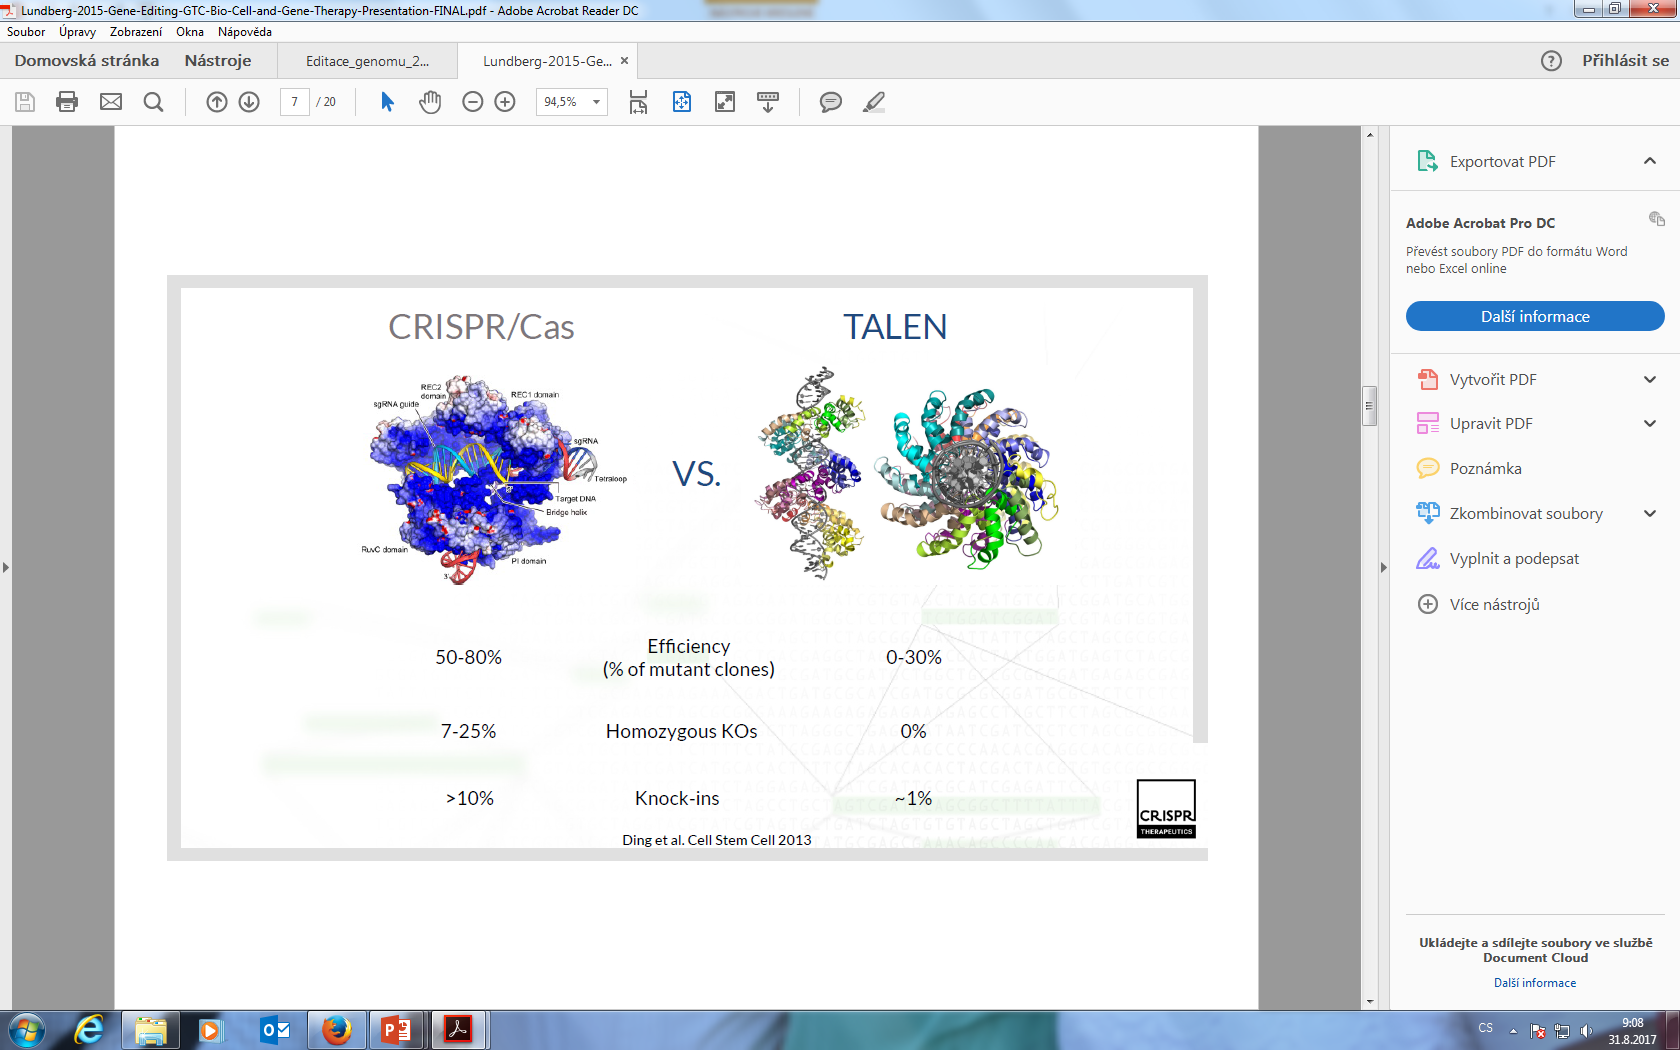 Lundberg-2015-Gene-Editing-GTC-Bio-Cell-and-Gene-Therapy-Presentation-FINAL.pdf - Adobe Acrobat Reader DC
Soubor Úpravy Zobrazení Okna Nápověda
Domovská stránka Nástroje Editace_genomu_2... Lundberg-2015-Ge... × ? Přihlásit se
7 / 20 94,5%
Exportovat PDF
Adobe Acrobat Pro DC
Převést soubory PDF do formátu Word
nebo Excel online
Další informace
Vytvořit PDF
Upravit PDF
Poznámka
Zkombinovat soubory
Vyplnit a podepsat
Více nástrojů
Ukládejte a sdílejte soubory ve službě
Document Cloud
Další informace
CRISPR/Cas TALEN
REC2
domain
REC1 domain
sgRNA guide
sgRNA
Tetraloop
Target DNA
Bridge helix
RuvC domain
PI domain
3'
VS.
50-80% Efficiency 0-30%
(% of mutant clones)
7-25% Homozygous KOs 0%
>10% Knock-ins ~1%
Ding et al. Cell Stem Cell 2013
CRISPR
THERAPEUTICS
CS 9:08
31.8.2017